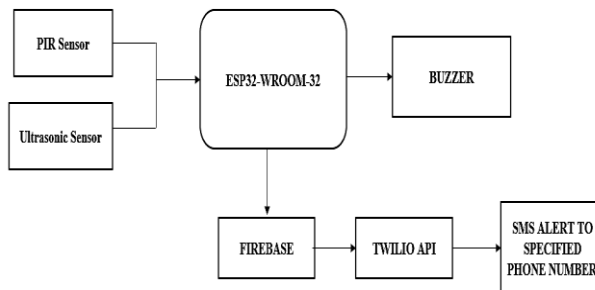 PIR Sensor
Ultrasonic Sensor
ESP32-WROOM-32
BUZZER
FIREBASE
TWILIO API
SMS ALERT TO
SPECIFIED
PHONE NUMBER